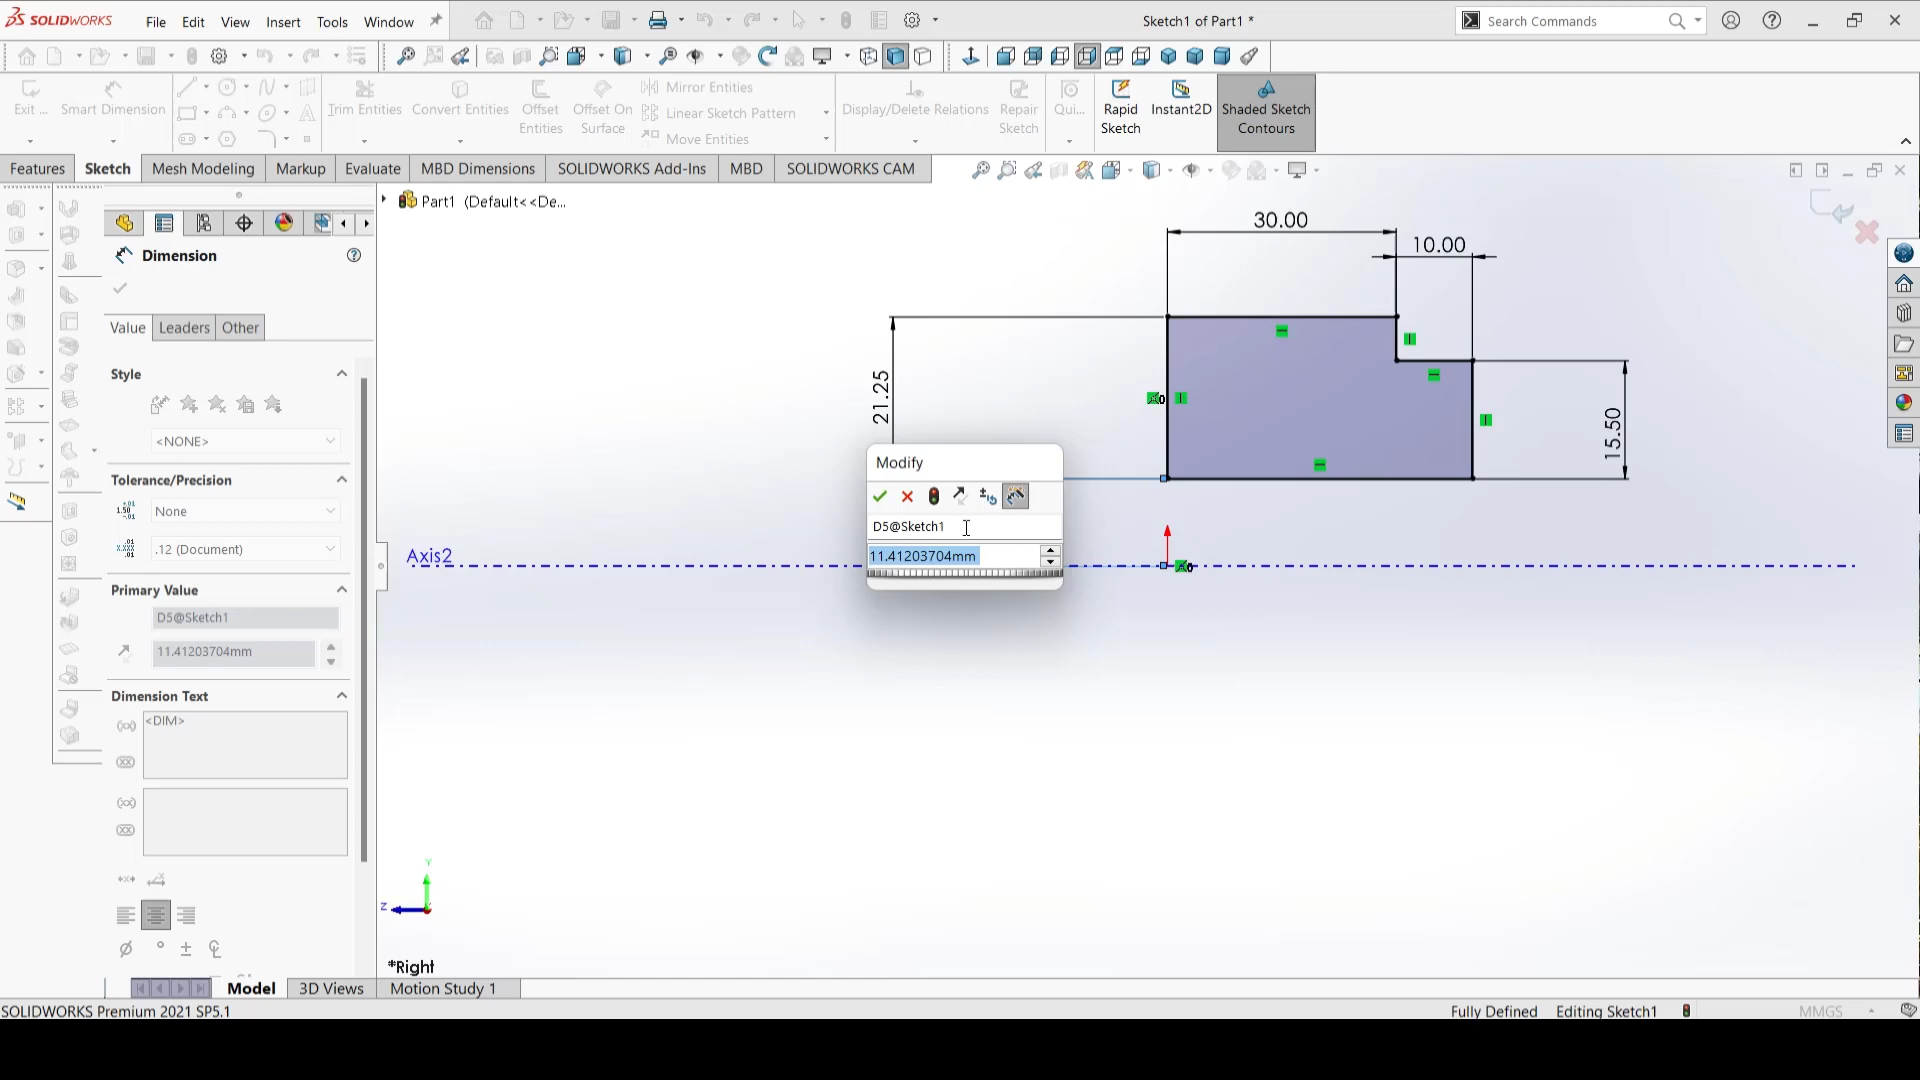 SOLIDWORKS
File
Edit
View
Insert
Tools
Window
Sketch1 of Part1 *
Search Commands
Exit ...
Smart Dimension
Trim Entities
Convert Entities
Offset
Entities
Offset On
Surface
Mirror Entities
Linear Sketch Pattern
Move Entities
Display/Delete Relations
Repair
Sketch
Qui...
Rapid
Sketch
Instant2D
Shaded Sketch
Contours
Features
Sketch
Mesh Modeling
Markup
Evaluate
MBD Dimensions
SOLIDWORKS Add-Ins
MBD
SOLIDWORKS CAM
Part1 (Default<<De...
Dimension
Value
Leaders
Other
Style
<NONE>
Tolerance/Precision
None
.12 (Document)
Primary Value
D5@Sketch1
11.41203704mm
Dimension Text
<DIM>
30.00
10.00
21.25
15.50
Modify
D5@Sketch1
11.41203704mm
Axis2
Y
Z
*Right
Model
3D Views
Motion Study 1
SOLIDWORKS Premium 2021 SP5.1
Fully Defined
Editing Sketch1
MMGS